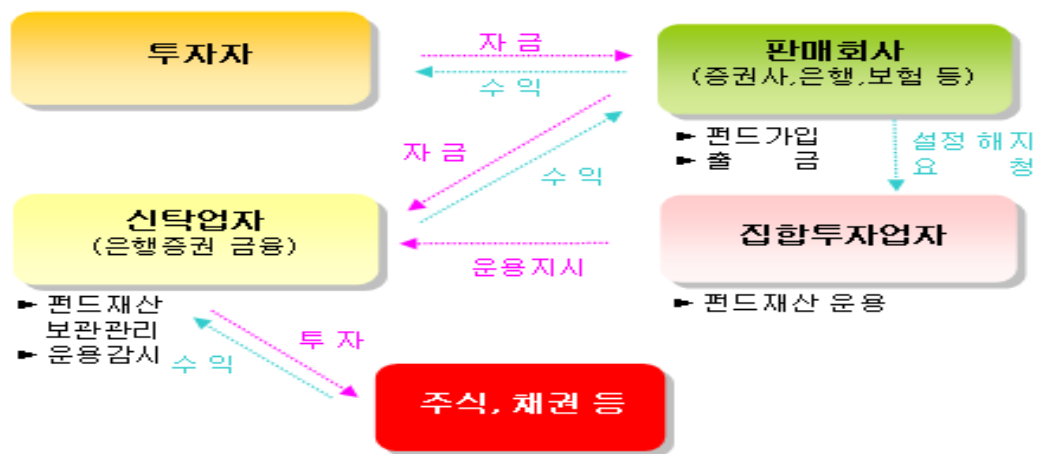 투자자
자 금
수 익
판매회사
(증권사,은행,보험 등)
► 펀드가입
► 출 금
설정 해지
요 청
자 금
수 익
신탁업자
(은행증권 금융)
운용지시
집합투자업자
► 펀드재산 운용
► 펀드재산
보관관리
► 운용감시
투 자
수 익
주식, 채권 등